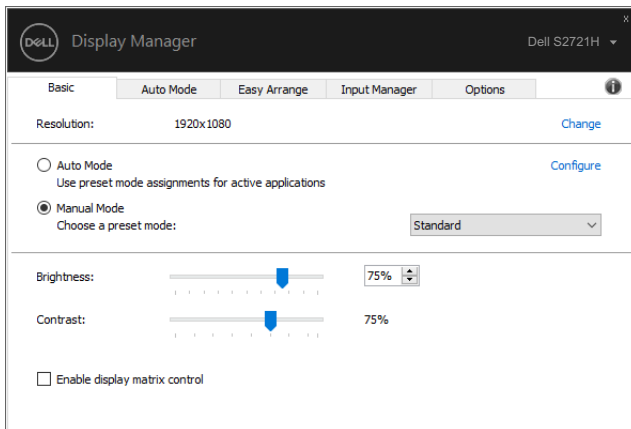 x
DELL Display Manager Dell S2721H
Basic Auto Mode Easy Arrange Input Manager Options i
Resolution: 1920x1080 Change
Auto Mode Configure
Use preset mode assignments for active applications
Manual Mode
Choose a preset mode: Standard
Brightness: 75%
Contrast: 75%
Enable display matrix control